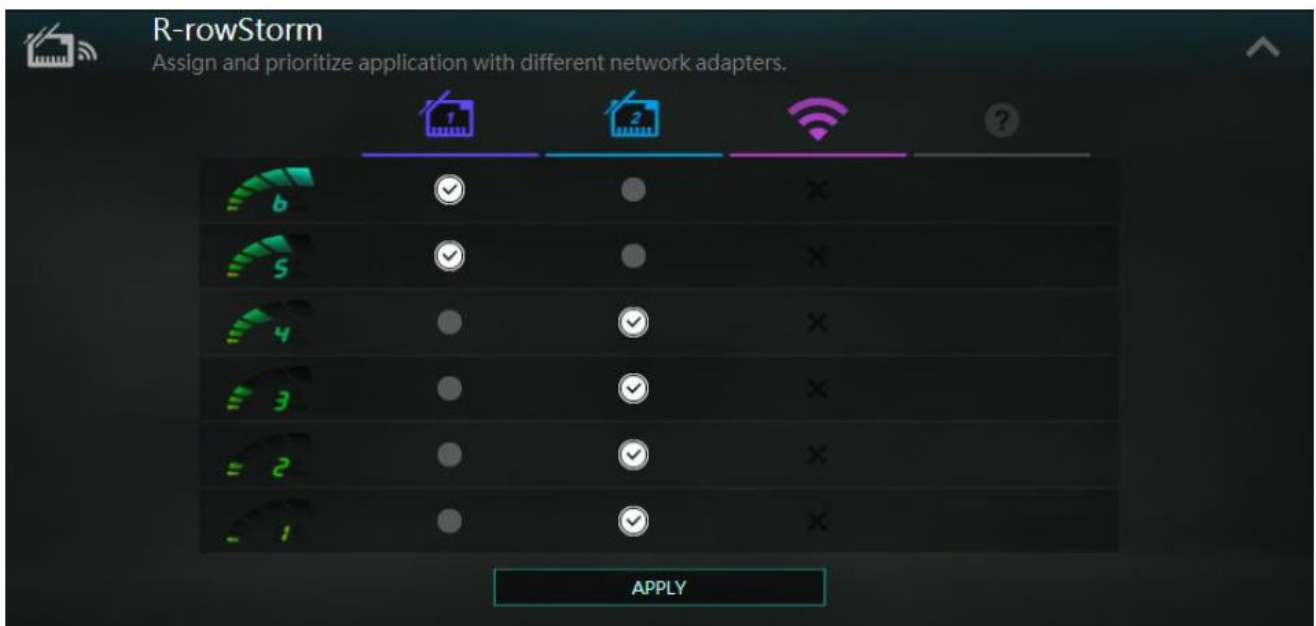 R-rowStorm
Assign and prioritize application with different network adapters.
1 2 ?
6
5
4
3
2
1
APPLY